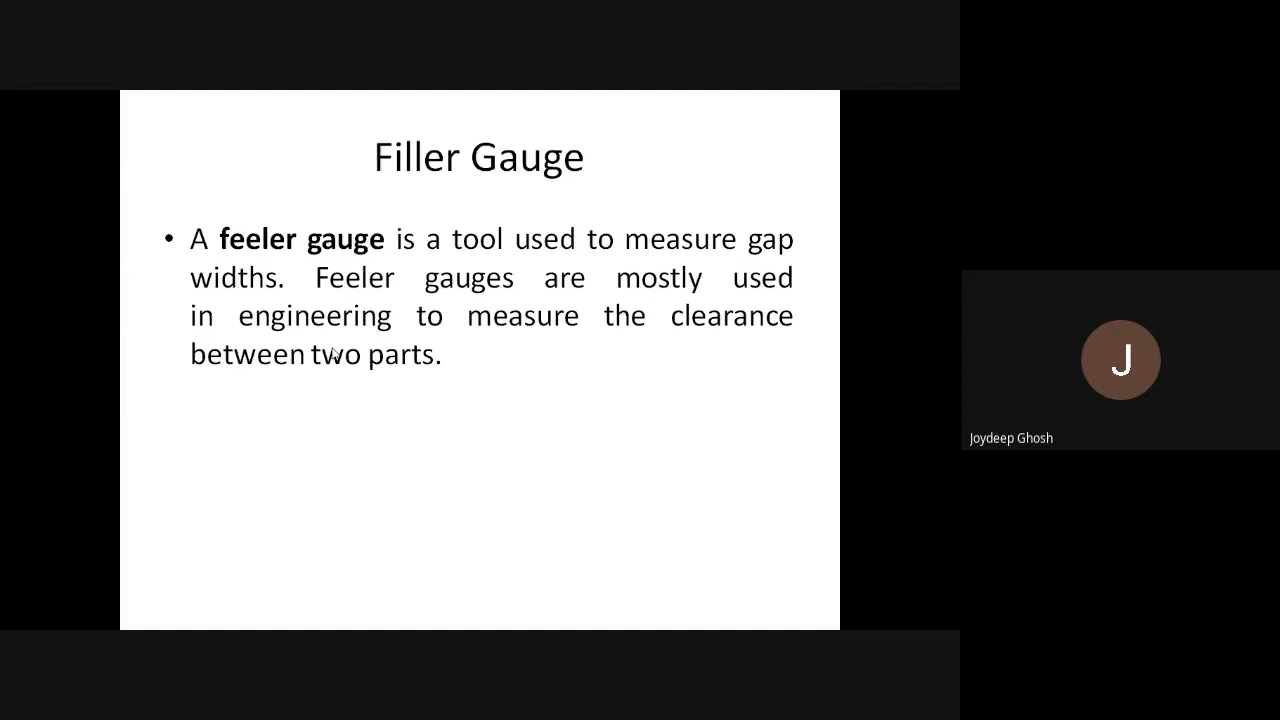 Filler Gauge
• A feeler gauge is a tool used to measure gap
widths. Feeler gauges are mostly used
in engineering to measure the clearance
between two parts.
J
Joydeep Ghosh